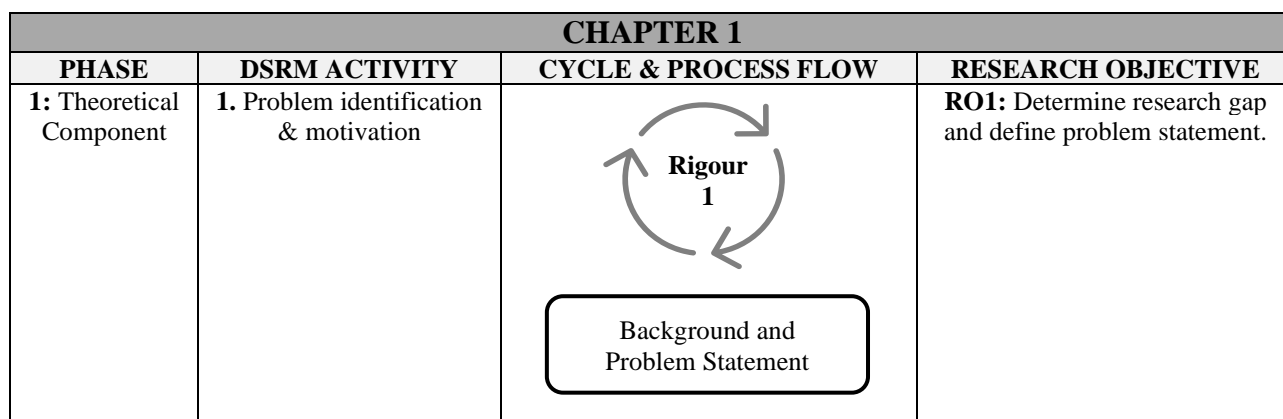 CHAPTER 1
PHASE
DSRM ACTIVITY
CYCLE & PROCESS FLOW
RESEARCH OBJECTIVE
1: Theoretical
Component
1. Problem identification
& motivation
Rigour
1
Background and
Problem Statement
RO1: Determine research gap
and define problem statement.